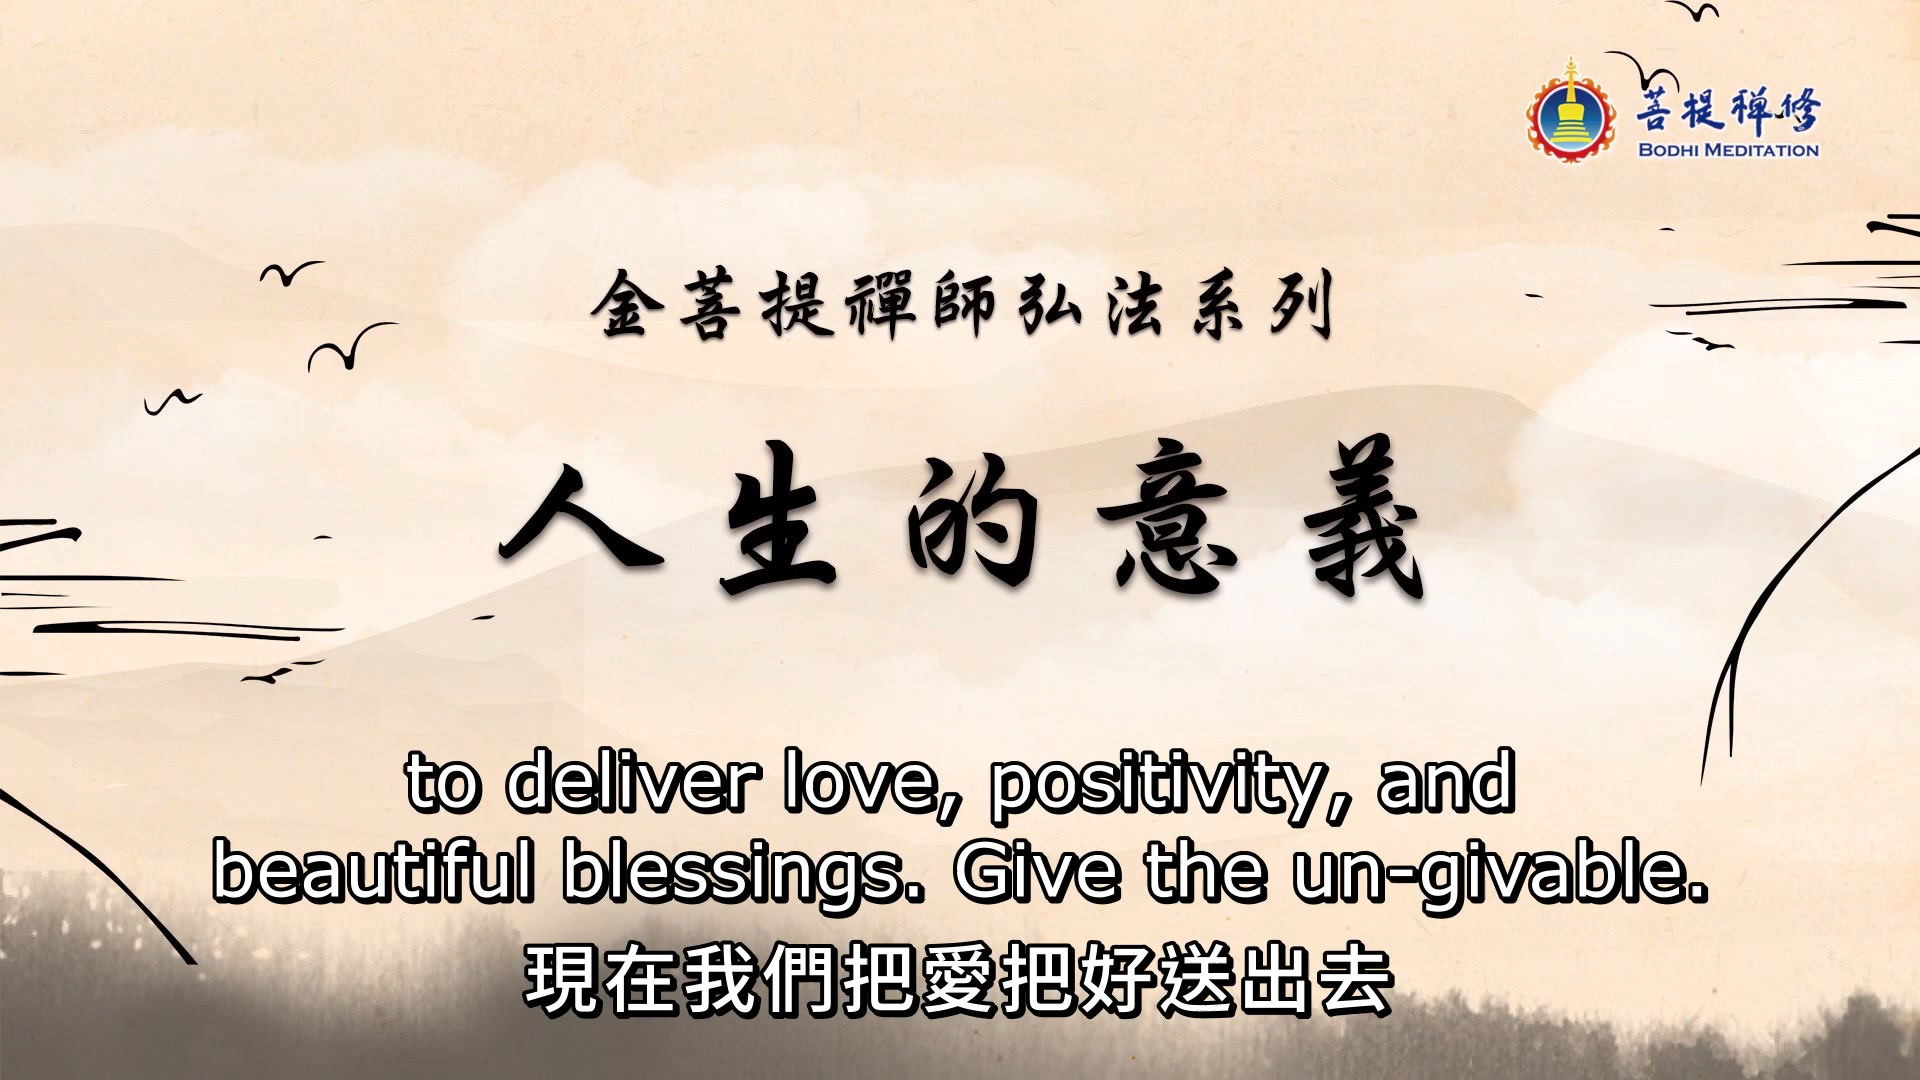 菩提禪修
BODHI MEDITATION
金菩提禪師弘法系列
人生的意義
to deliver love, positivity, and
beautiful blessings. Give the un-givable.
現在我們把愛把好送出去